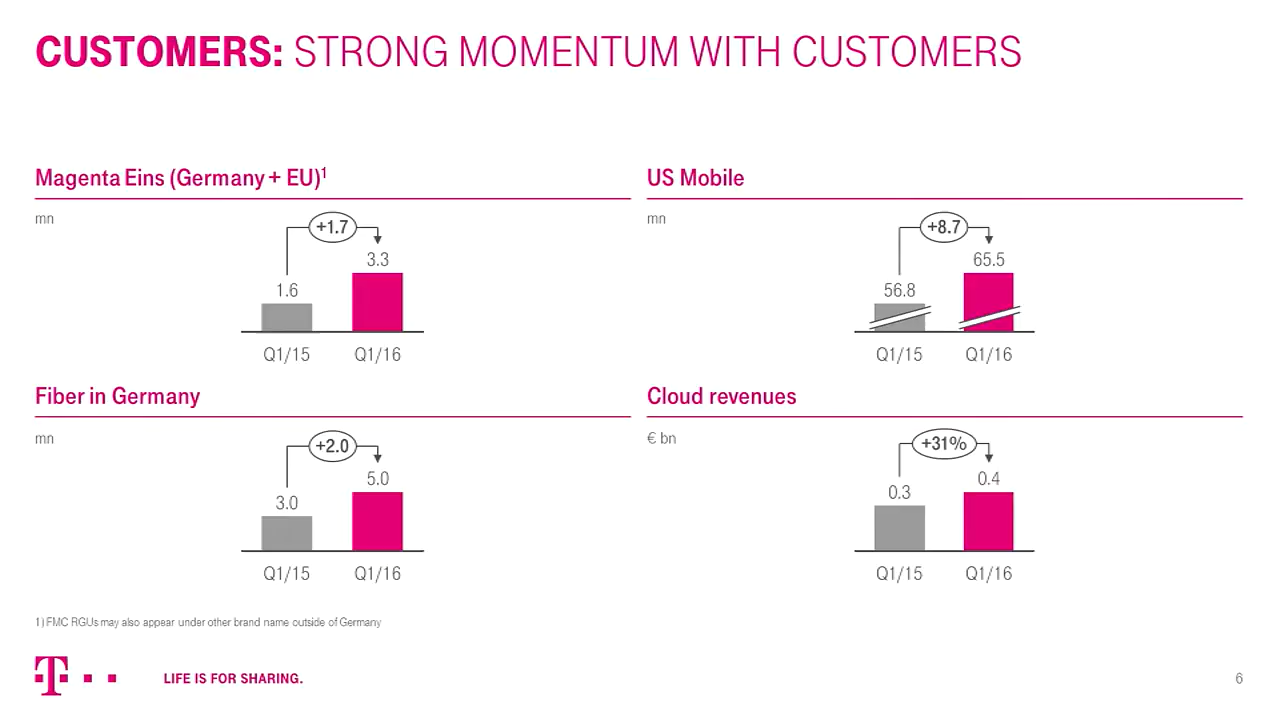 CUSTOMERS: STRONG MOMENTUM WITH CUSTOMERS
Magenta Eins (Germany + EU)1
mn
+1.7
3.3
1.6
Q1/15 Q1/16
US Mobile
mn
+8.7
65.5
56.8
Q1/15 Q1/16
Fiber in Germany
mn
+2.0
5.0
3.0
Q1/15 Q1/16
Cloud revenues
€ bn
+31%
0.4
0.3
Q1/15 Q1/16
1) FMC RGUs may also appear under other brand name outside of Germany
T
LIFE IS FOR SHARING.
6